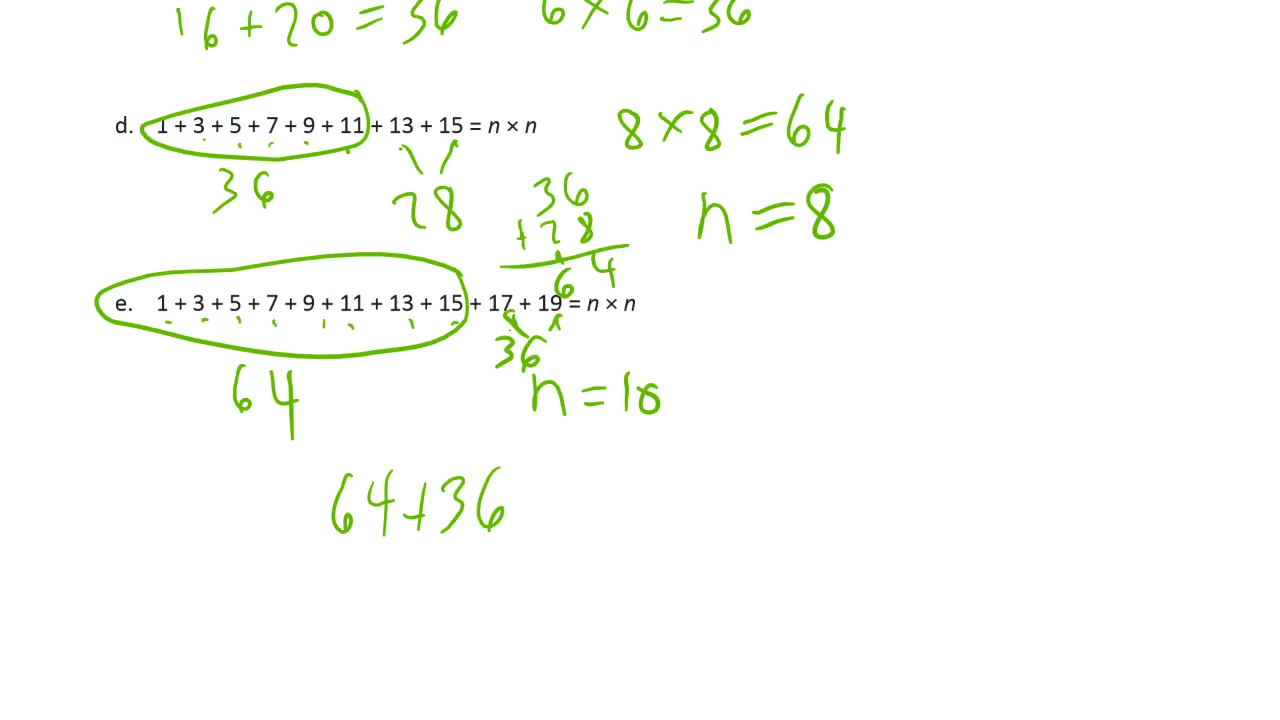 16 + 20 = 36
6 × 6 = 36
d. 1 + 3 + 5 + 7 + 9 + 11 + 13 + 15 = n × n
8 × 8 = 64
36
28
36
+ 28
64
n = 8
e. 1 + 3 + 5 + 7 + 9 + 11 + 13 + 15 + 17 + 19 = n × n
36
64
n = 10
64 + 36